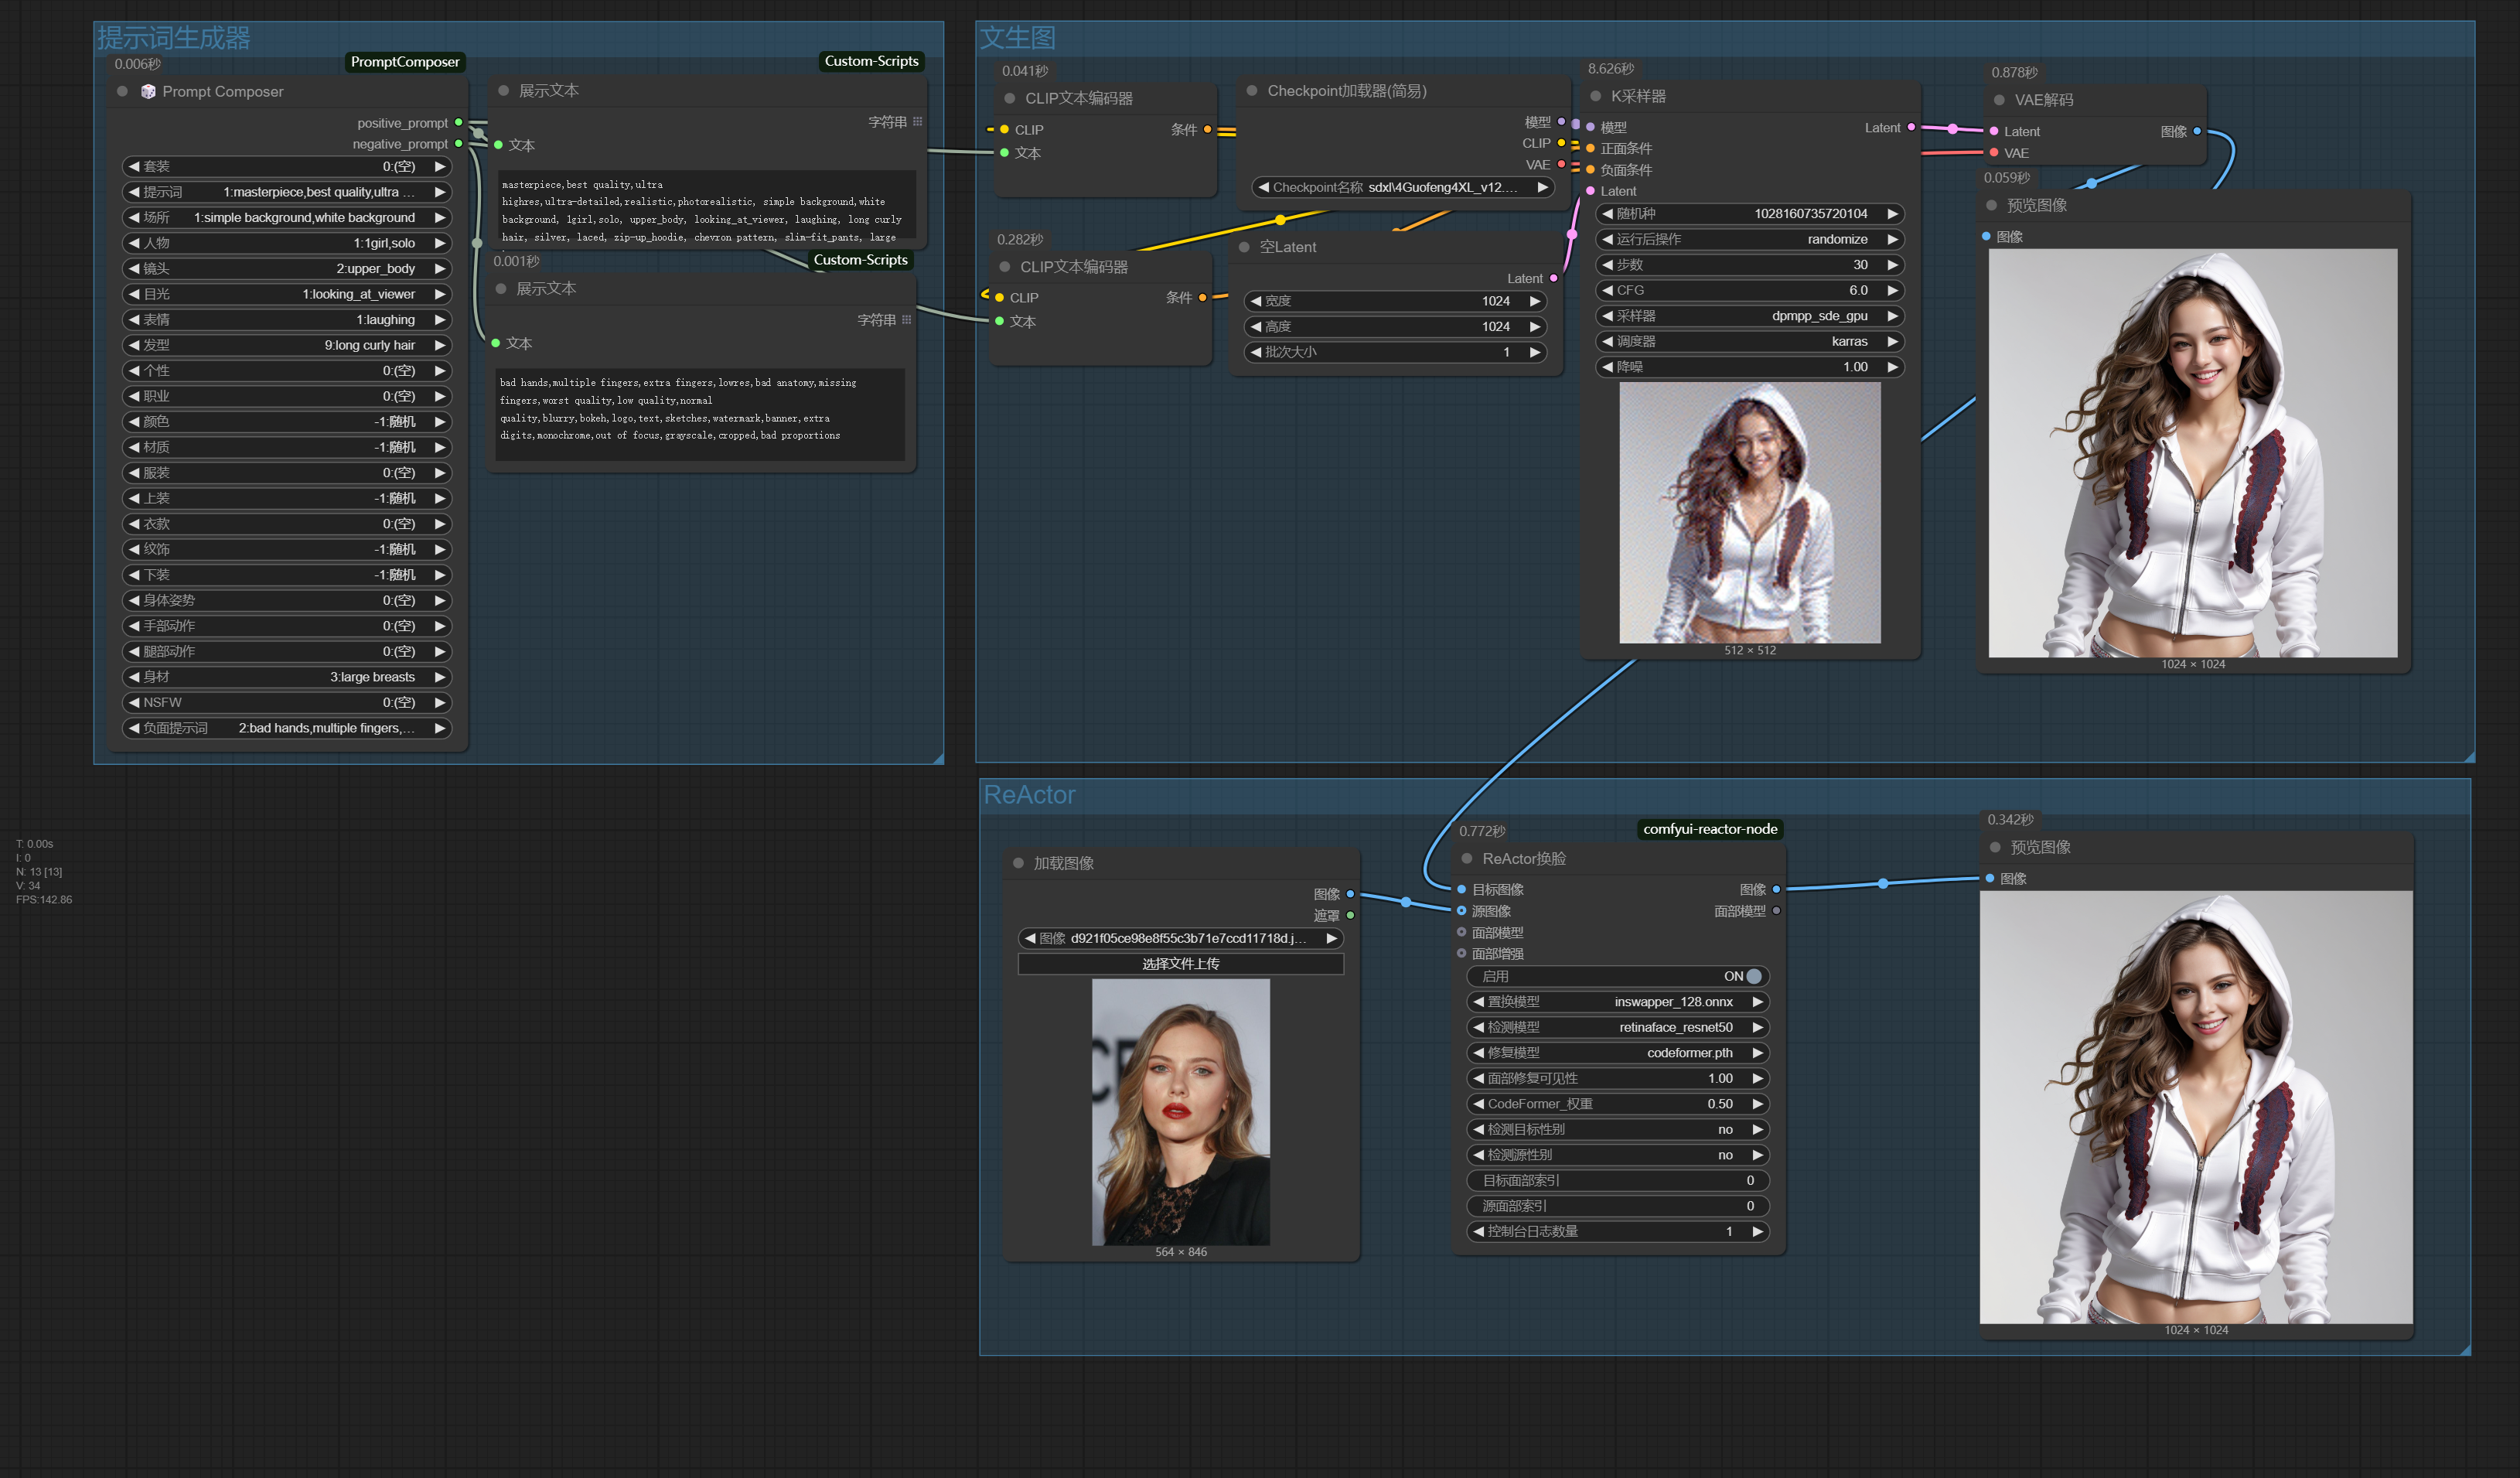 提示词生成器
0.006秒
PromptComposer
Prompt Composer
positive_prompt
negative_prompt
套装 0:(空)
提示词 1:masterpiece,best quality,ultra ...
场所 1:simple background,white background
人物 1:1girl,solo
镜头 2:upper_body
目光 1:looking_at_viewer
表情 1:laughing
发型 9:long curly hair
个性 0:(空)
职业 0:(空)
颜色 -1:随机
材质 -1:随机
服装 0:(空)
上装 -1:随机
衣款 0:(空)
纹饰 -1:随机
下装 -1:随机
身体姿势 0:(空)
手部动作 0:(空)
腿部动作 0:(空)
身材 3:large breasts
NSFW 0:(空)
负面提示词 2:bad hands,multiple fingers,...
Custom-Scripts
展示文本
字符串
文本
masterpiece,best quality,ultra
highres,ultra-detailed,realistic,photorealistic, simple background,white
background, 1girl,solo, upper_body, looking_at_viewer, laughing, long curly
hair, silver, laced, zip-up_hoodie, chevron pattern, slim-fit_pants, large
0.001秒
Custom-Scripts
展示文本
字符串
文本
bad hands,multiple fingers,extra fingers,lowres,bad anatomy,missing
fingers,worst quality,low quality,normal
quality,blurry,bokeh,logo,text,sketches,watermark,banner,extra
digits,monochrome,out of focus,grayscale,cropped,bad proportions
文生图
0.041秒
CLIP文本编码器
CLIP 条件
文本
0.282秒
CLIP文本编码器
CLIP 条件
文本
Checkpoint加载器(简易)
模型
CLIP
VAE
Checkpoint名称 sdxl\4Guofeng4XL_v12....
空Latent
Latent
宽度 1024
高度 1024
批次大小 1
8.626秒
K采样器
模型 Latent
正面条件
负面条件
Latent
随机种 1028160735720104
运行后操作 randomize
步数 30
CFG 6.0
采样器 dpmpp_sde_gpu
调度器 karras
降噪 1.00
512 × 512
0.878秒
VAE解码
Latent 图像
VAE
0.059秒
预览图像
图像
1024 × 1024
ReActor
加载图像
图像
遮罩
图像 d921f05ce98e8f55c3b71e7ccd11718d.j...
选择文件上传
564 × 846
0.772秒
comfyui-reactor-node
ReActor换脸
目标图像 图像
源图像 面部模型
面部模型
面部增强
启用 ON
置换模型 inswapper_128.onnx
检测模型 retinaface_resnet50
修复模型 codeformer.pth
面部修复可见性 1.00
CodeFormer_权重 0.50
检测目标性别 no
检测源性别 no
目标面部索引 0
源面部索引 0
控制台日志数量 1
0.342秒
预览图像
图像
1024 × 1024
T: 0.00s
I: 0
N: 13 [13]
V: 34
FPS:142.86